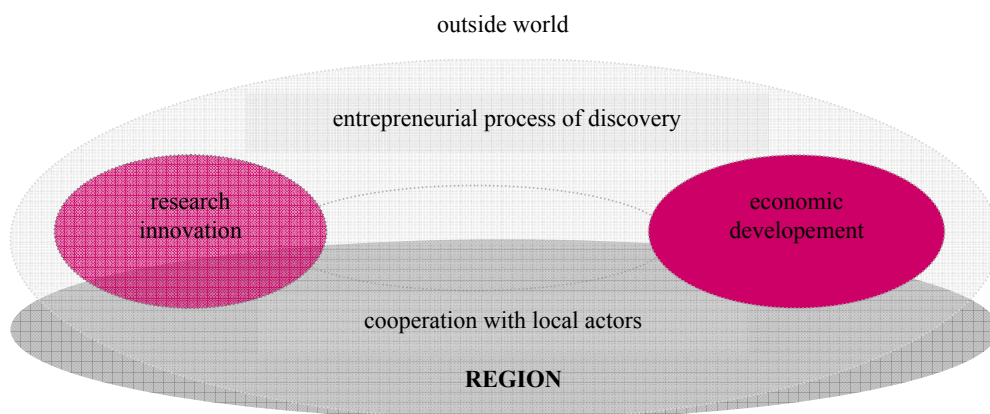 outside world
entrepreneurial process of discovery
research
innovation
economic
developement
cooperation with local actors
REGION